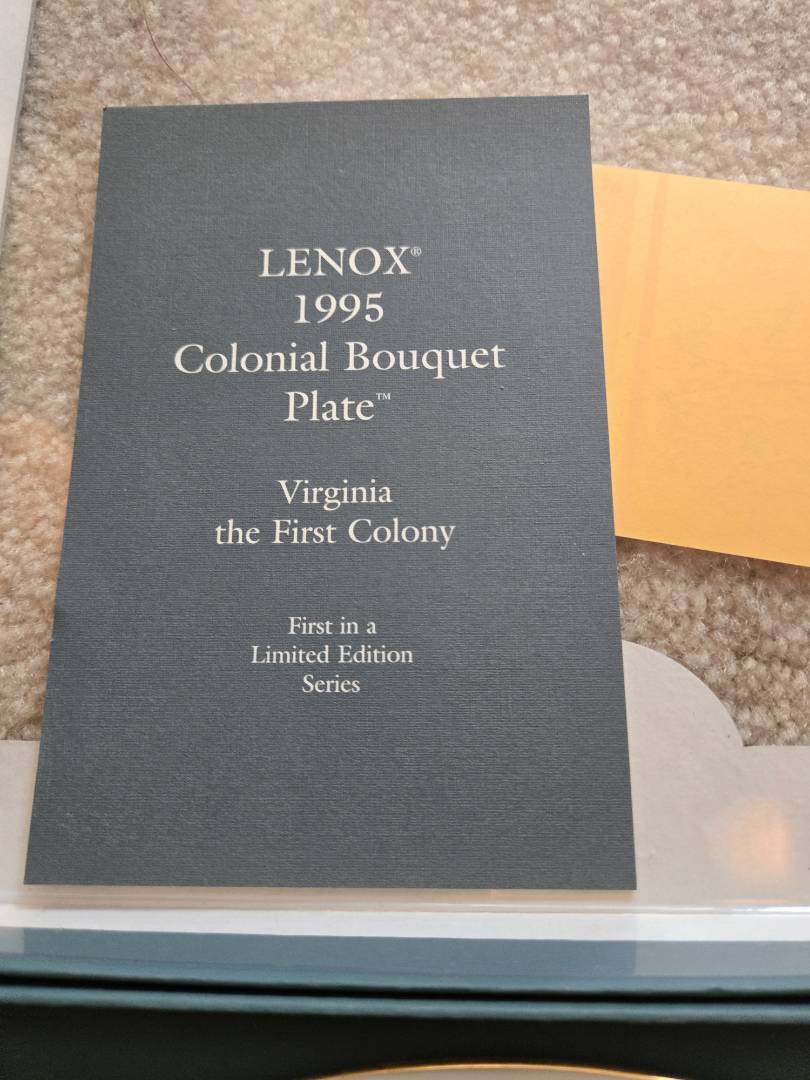 LENOX®
1995
Colonial Bouquet
Plate™
Virginia
the First Colony
First in a
Limited Edition
Series